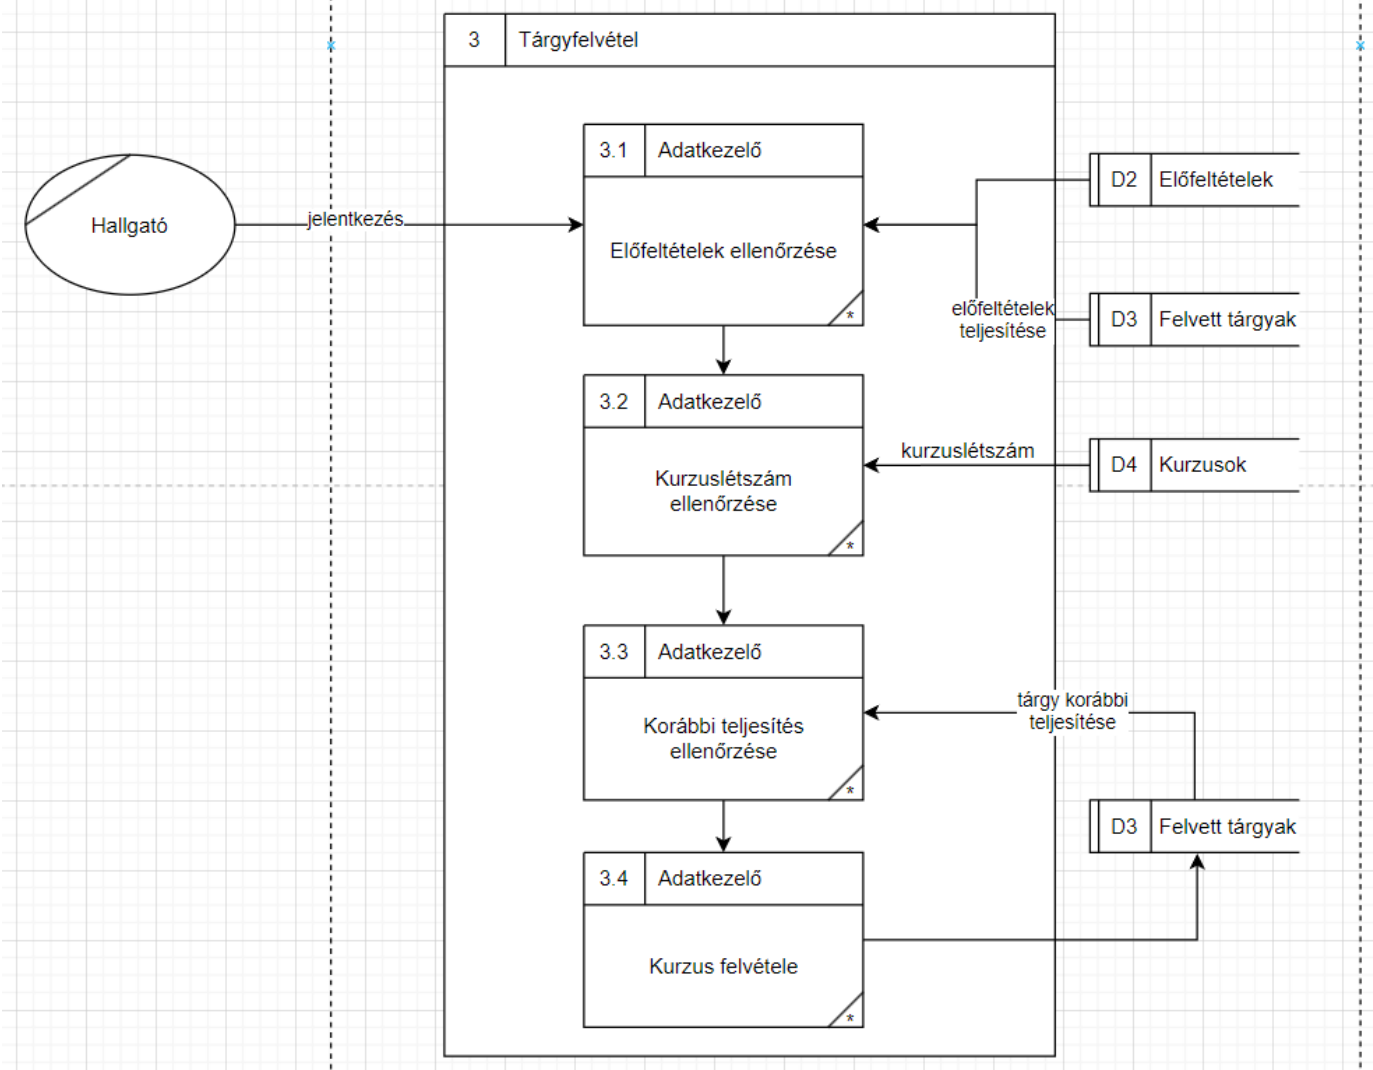 3 Tárgyfelvétel
3.1 Adatkezelő
Előfeltételek ellenőrzése
*
Hallgató
jelentkezés
D2 Előfeltételek
előfeltételek
teljesítése
D3 Felvett tárgyak
3.2 Adatkezelő
Kurzuslétszám
ellenőrzése
*
kurzuslétszám
D4 Kurzusok
3.3 Adatkezelő
Korábbi teljesítés
ellenőrzése
*
tárgy korábbi
teljesítése
D3 Felvett tárgyak
3.4 Adatkezelő
Kurzus felvétele
*